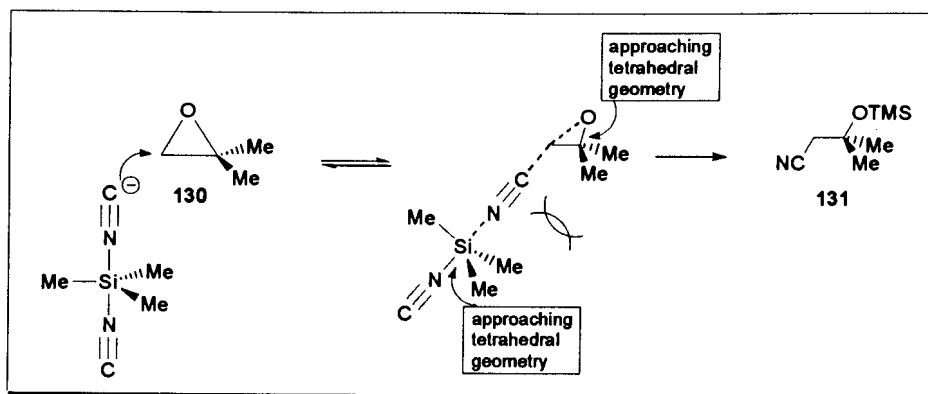 approaching
tetrahedral
geometry
O
Me
Me
130
C
N
Me Si Me
Me
N
C
O
Me
Me
C
N
Me Si
Me
Me
N
C
approaching
tetrahedral
geometry
OTMS
Me
NC Me
131